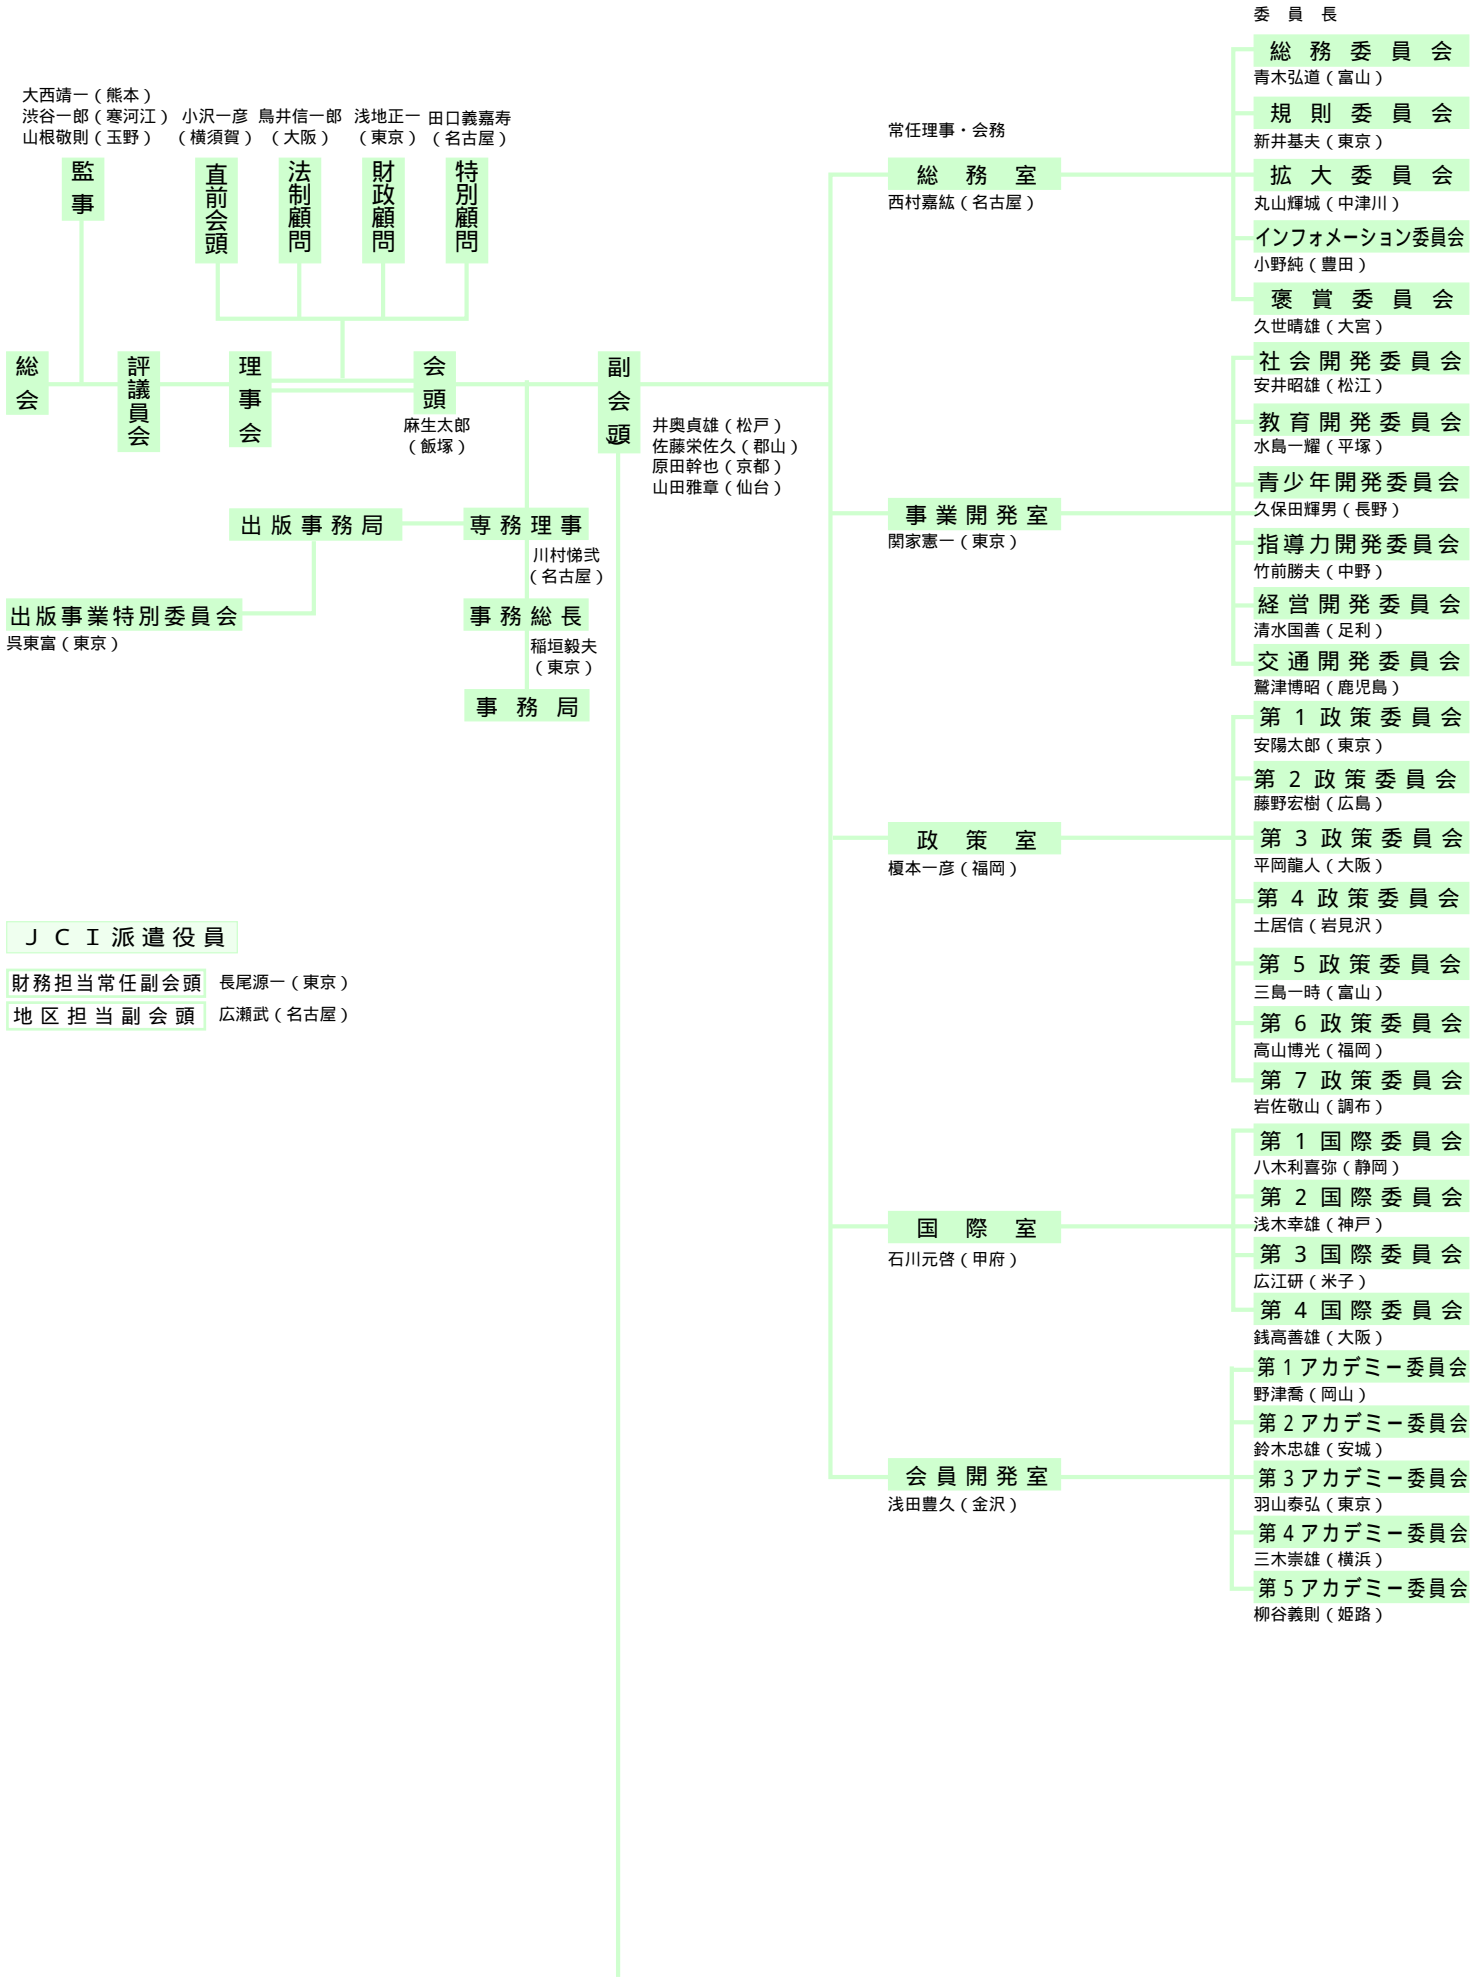 大西靖一（熊本）
渋谷一郎（寒河江）
山根敬則（玉野）
小沢一彦
（横須賀）
鳥井信一郎
（大阪）
浅地正一
（東京）
田口義嘉寿
（名古屋）
監事
直前会頭
法制顧問
財政顧問
特別顧問
総会
評議員会
理事会
会頭
麻生太郎
（飯塚）
副会頭
井奥貞雄（松戸）
佐藤栄佐久（郡山）
原田幹也（京都）
山田雅章（仙台）
出版事務局
専務理事
川村悌弐
（名古屋）
出版事業特別委員会
呉東富（東京）
事務総長
稲垣毅夫
（東京）
事務局
ＪＣＩ派遣役員
財務担当常任副会頭 長尾源一（東京）
地区担当副会頭 広瀬武（名古屋）
常任理事・会務
総務室
西村嘉紘（名古屋）
事業開発室
関家憲一（東京）
政策室
榎本一彦（福岡）
国際室
石川元啓（甲府）
会員開発室
浅田豊久（金沢）
委員長
総務委員会
青木弘道（富山）
規則委員会
新井基夫（東京）
拡大委員会
丸山輝城（中津川）
インフォメーション委員会
小野純（豊田）
褒賞委員会
久世晴雄（大宮）
社会開発委員会
安井昭雄（松江）
教育開発委員会
水島一耀（平塚）
青少年開発委員会
久保田輝男（長野）
指導力開発委員会
竹前勝夫（中野）
経営開発委員会
清水国善（足利）
交通開発委員会
鷲津博昭（鹿児島）
第1政策委員会
安陽太郎（東京）
第2政策委員会
藤野宏樹（広島）
第3政策委員会
平岡龍人（大阪）
第4政策委員会
土居信（岩見沢）
第5政策委員会
三島一時（富山）
第6政策委員会
高山博光（福岡）
第7政策委員会
岩佐敬山（調布）
第1国際委員会
八木利喜弥（静岡）
第2国際委員会
浅木幸雄（神戸）
第3国際委員会
広江研（米子）
第4国際委員会
銭高善雄（大阪）
第1アカデミー委員会
野津喬（岡山）
第2アカデミー委員会
鈴木忠雄（安城）
第3アカデミー委員会
羽山泰弘（東京）
第4アカデミー委員会
三木崇雄（横浜）
第5アカデミー委員会
柳谷義則（姫路）